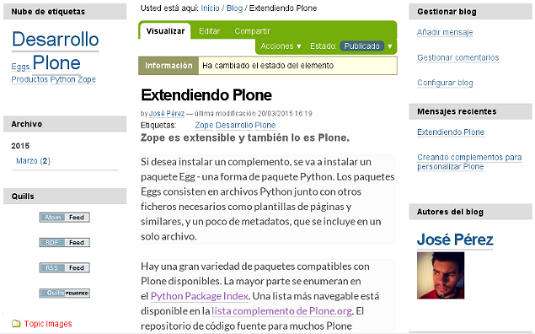 Nube de etiquetas
Desarrollo
Eggs Plone
Productos Python Zope
Archivo
2015
Marzo (2)
Quills
Atom Feed
RDF Feed
RSS Feed
Quills POWERED
Topic Images
Usted está aquí: Inicio / Blog / Extendiendo Plone
Visualizar Editar Compartir
Acciones ▼ Estado: Publicado ▼
Información Ha cambiado el estado del elemento
Extendiendo Plone
by José Pérez — última modificación 20/03/2015 16:19
Etiquetas: Zope Desarrollo Plone
Zope es extensible y también lo es Plone.
Si desea instalar un complemento, se va a instalar un
paquete Egg - una forma de paquete Python. Los paquetes
Eggs consisten en archivos Python junto con otros
ficheros necesarios como plantillas de páginas y
similares, y un poco de metadatos, que se incluye en un
solo archivo.
Hay una gran variedad de paquetes compatibles con
Plone disponibles. La mayor parte se enumeran en
el Python Package Index. Una lista más navegable está
disponible en la lista complemento de Plone.org. El
repositorio de código fuente para muchos Plone
Gestionar blog
Añadir mensaje
Gestionar comentarios
Configurar blog
Mensajes recientes
Extendiendo Plone
Creando complementos para
personalizar Plone
Autores del blog
José Pérez